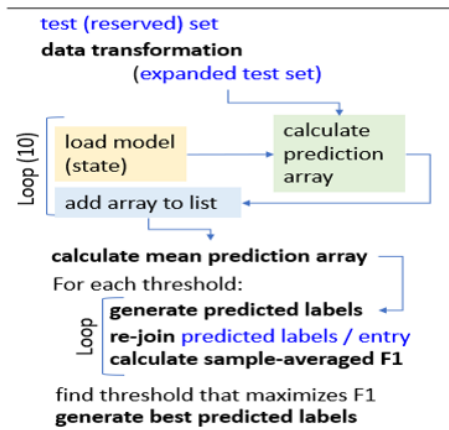 test (reserved) set
data transformation
(expanded test set)
Loop (10)
load model
(state)
calculate
prediction
array
add array to list
calculate mean prediction array
For each threshold:
Loop
generate predicted labels
re-join predicted labels / entry
calculate sample-averaged F1
find threshold that maximizes F1
generate best predicted labels